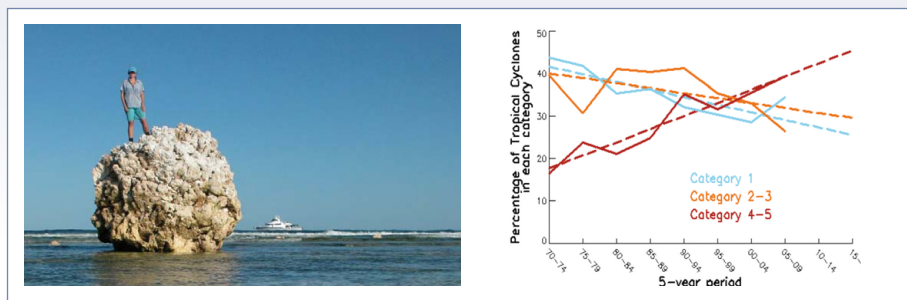 Percentage of Tropical Cyclones
in each category
50
40
30
20
10
0
Category 1
Category 2-3
Category 4-5
70-74
75-79
80-84
85-89
90-94
95-99
00-04
05-09
10-14
15-
5-year period